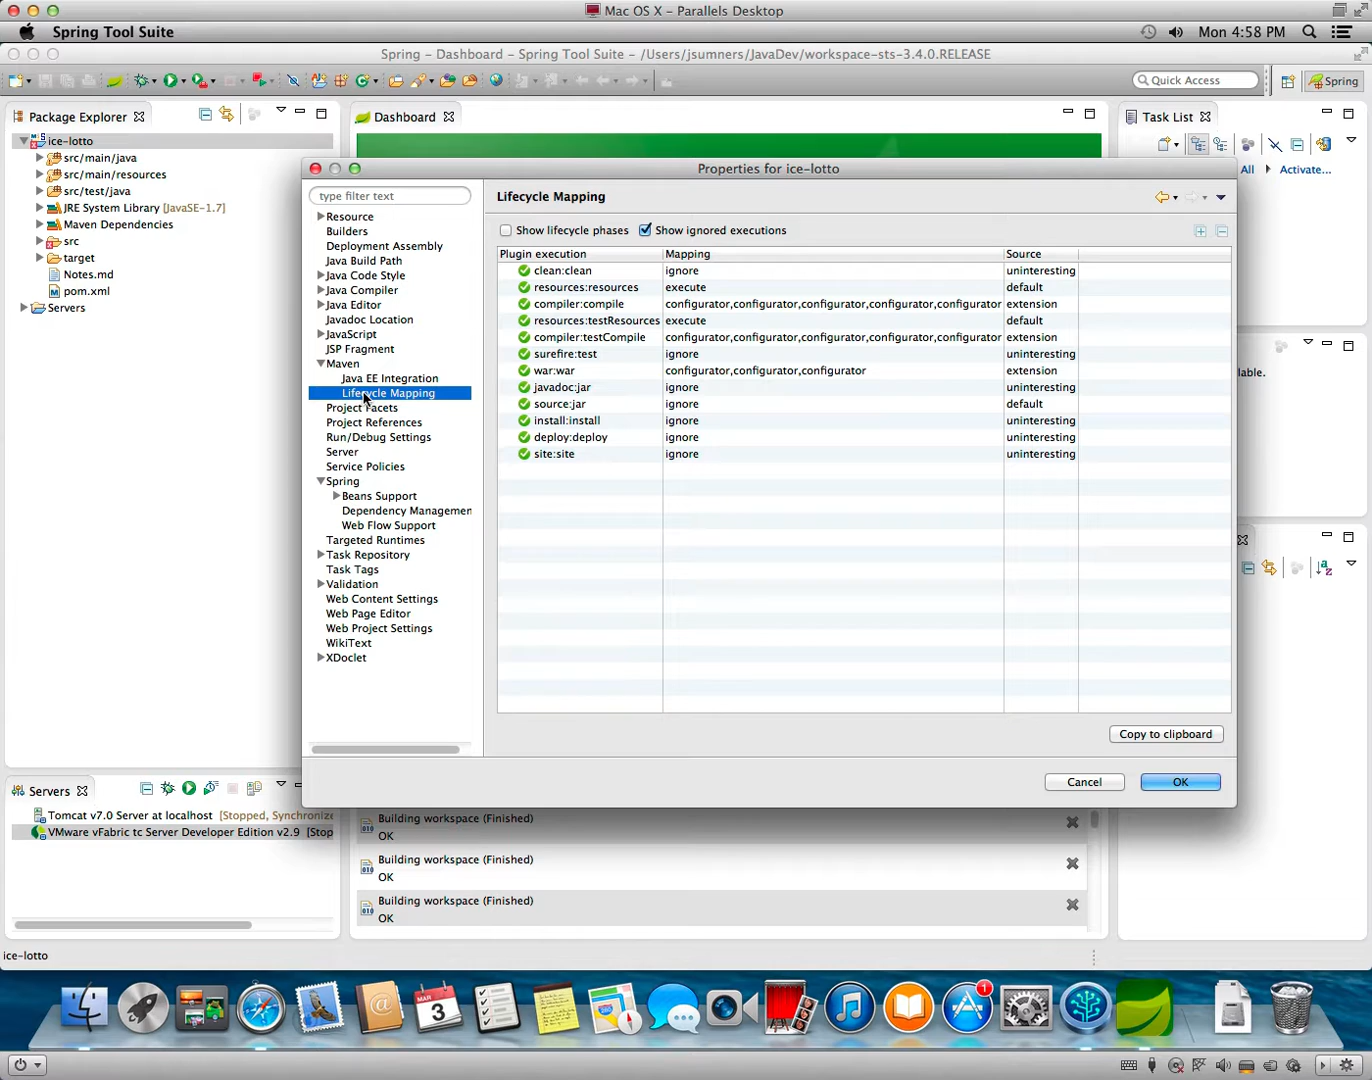 Mac OS X - Parallels Desktop
Spring Tool Suite
Mon 4:58 PM
Spring – Dashboard – Spring Tool Suite – /Users/jsumners/JavaDev/workspace-sts-3.4.0.RELEASE
Quick Access
Spring
Package Explorer
Dashboard
Task List
ice-lotto
src/main/java
src/main/resources
src/test/java
JRE System Library [JavaSE-1.7]
Maven Dependencies
src
target
Notes.md
pom.xml
Servers
All
Activate...
Properties for ice-lotto
type filter text
Resource
Builders
Deployment Assembly
Java Build Path
Java Code Style
Java Compiler
Java Editor
Javadoc Location
JavaScript
JSP Fragment
Maven
Java EE Integration
Lifecycle Mapping
Project Facets
Project References
Run/Debug Settings
Server
Service Policies
Spring
Beans Support
Dependency Managemen
Web Flow Support
Targeted Runtimes
Task Repository
Task Tags
Validation
Web Content Settings
Web Page Editor
Web Project Settings
WikiText
XDoclet
Lifecycle Mapping
Show lifecycle phases
Show ignored executions
Plugin execution Mapping Source
clean:clean ignore uninteresting
resources:resources execute default
compiler:compile configurator,configurator,configurator,configurator,configurator extension
resources:testResources execute default
compiler:testCompile configurator,configurator,configurator,configurator,configurator extension
surefire:test ignore uninteresting
war:war configurator,configurator,configurator extension
javadoc:jar ignore uninteresting
source:jar ignore default
install:install ignore uninteresting
deploy:deploy ignore uninteresting
site:site ignore uninteresting
Copy to clipboard
Cancel
OK
lable.
Servers
Tomcat v7.0 Server at localhost [Stopped, Synchronize
VMware vFabric tc Server Developer Edition v2.9 [Stop
Building workspace (Finished)
OK
Building workspace (Finished)
OK
Building workspace (Finished)
OK
ice-lotto
MAR
3
1